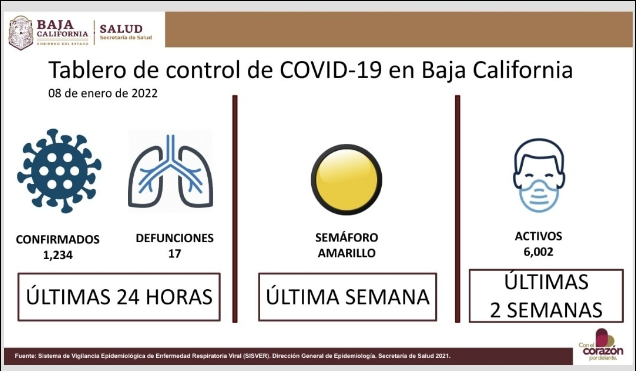 BAJA
CALIFORNIA
GOBIERNO DEL ESTADO
SALUD
Secretaría de Salud
Tablero de control de COVID-19 en Baja California
08 de enero de 2022
CONFIRMADOS
1,234
DEFUNCIONES
17
ÚLTIMAS 24 HORAS
SEMÁFORO
AMARILLO
ÚLTIMA SEMANA
ACTIVOS
6,002
ÚLTIMAS
2 SEMANAS
Fuente: Sistema de Vigilancia Epidemiológica de Enfermedad Respiratoria Viral (SISVER). Dirección General de Epidemiología. Secretaría de Salud 2021.
Con el
corazón
por delante.